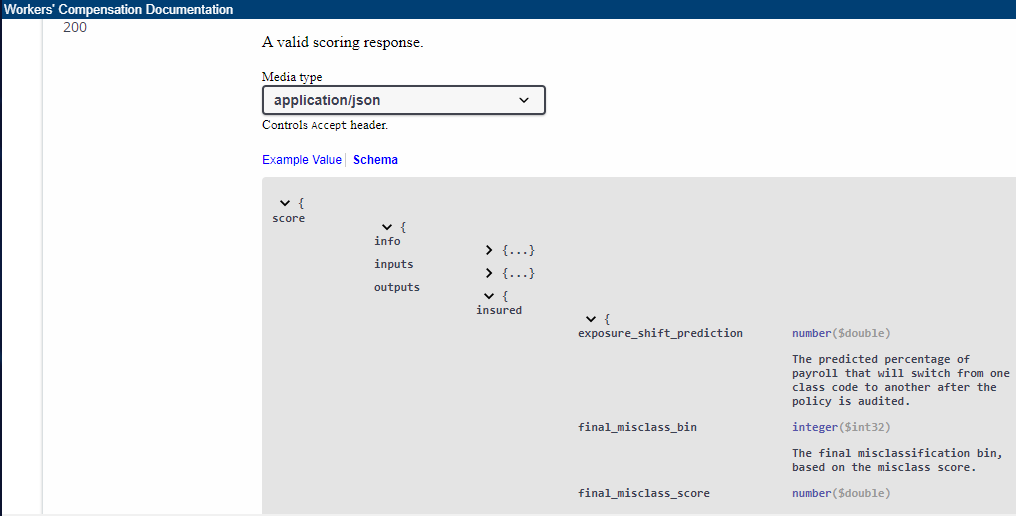 Workers' Compensation Documentation
200
A valid scoring response.
Media type
application/json
Controls Accept header.
Example Value Schema
{
score
{
info
{...}
inputs
{...}
outputs
{
insured
{
exposure_shift_prediction number($double)
The predicted percentage of
payroll that will switch from one
class code to another after the
policy is audited.
final_misclass_bin integer($int32)
The final misclassification bin,
based on the misclass score.
final_misclass_score number($double)